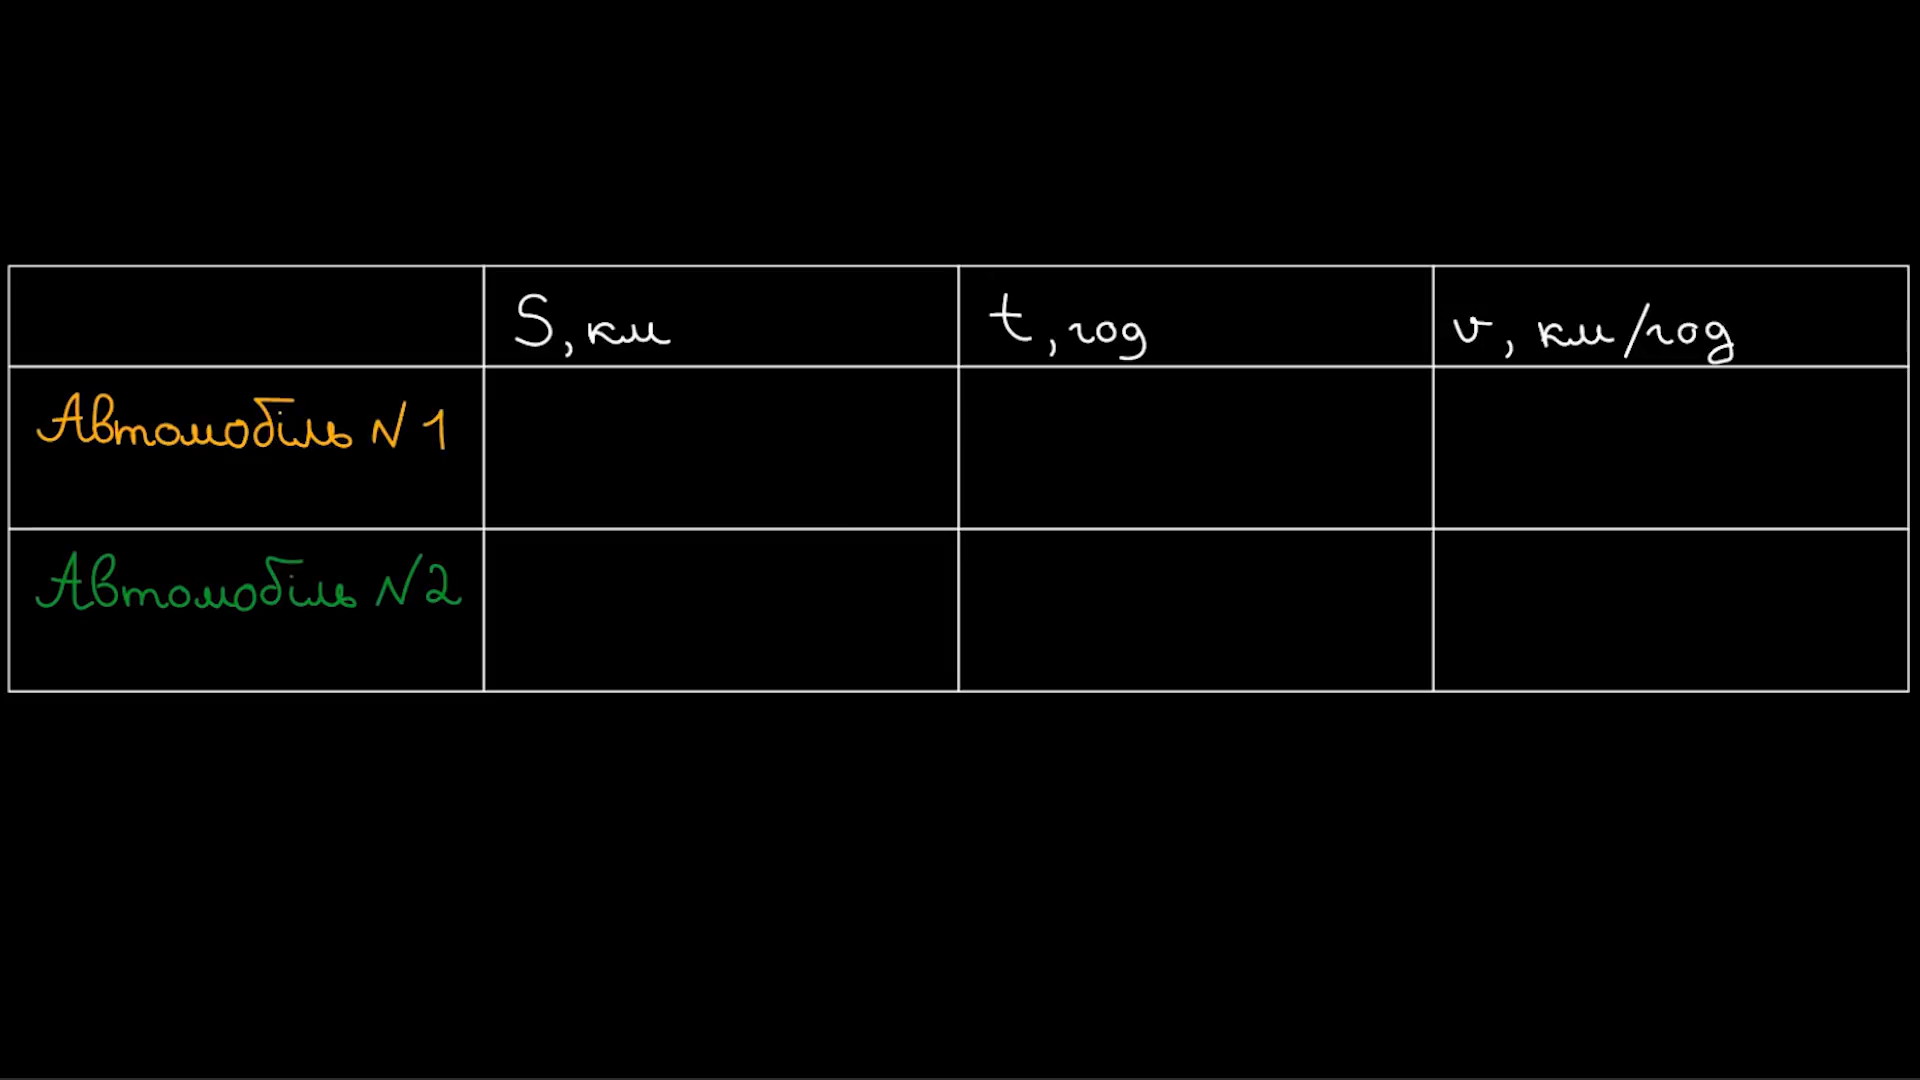 S, км t, год v, км/год
Автомобіль N 1
Автомобіль N 2